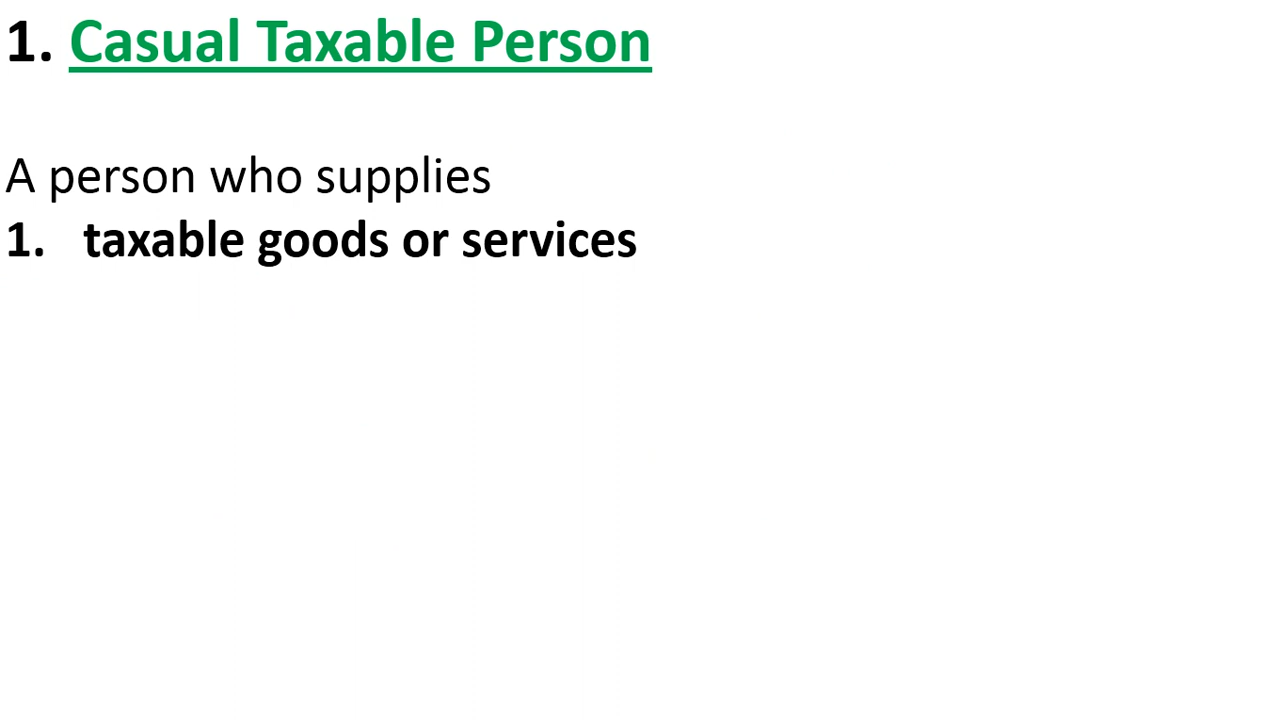 1. Casual Taxable Person
A person who supplies
1. taxable goods or services